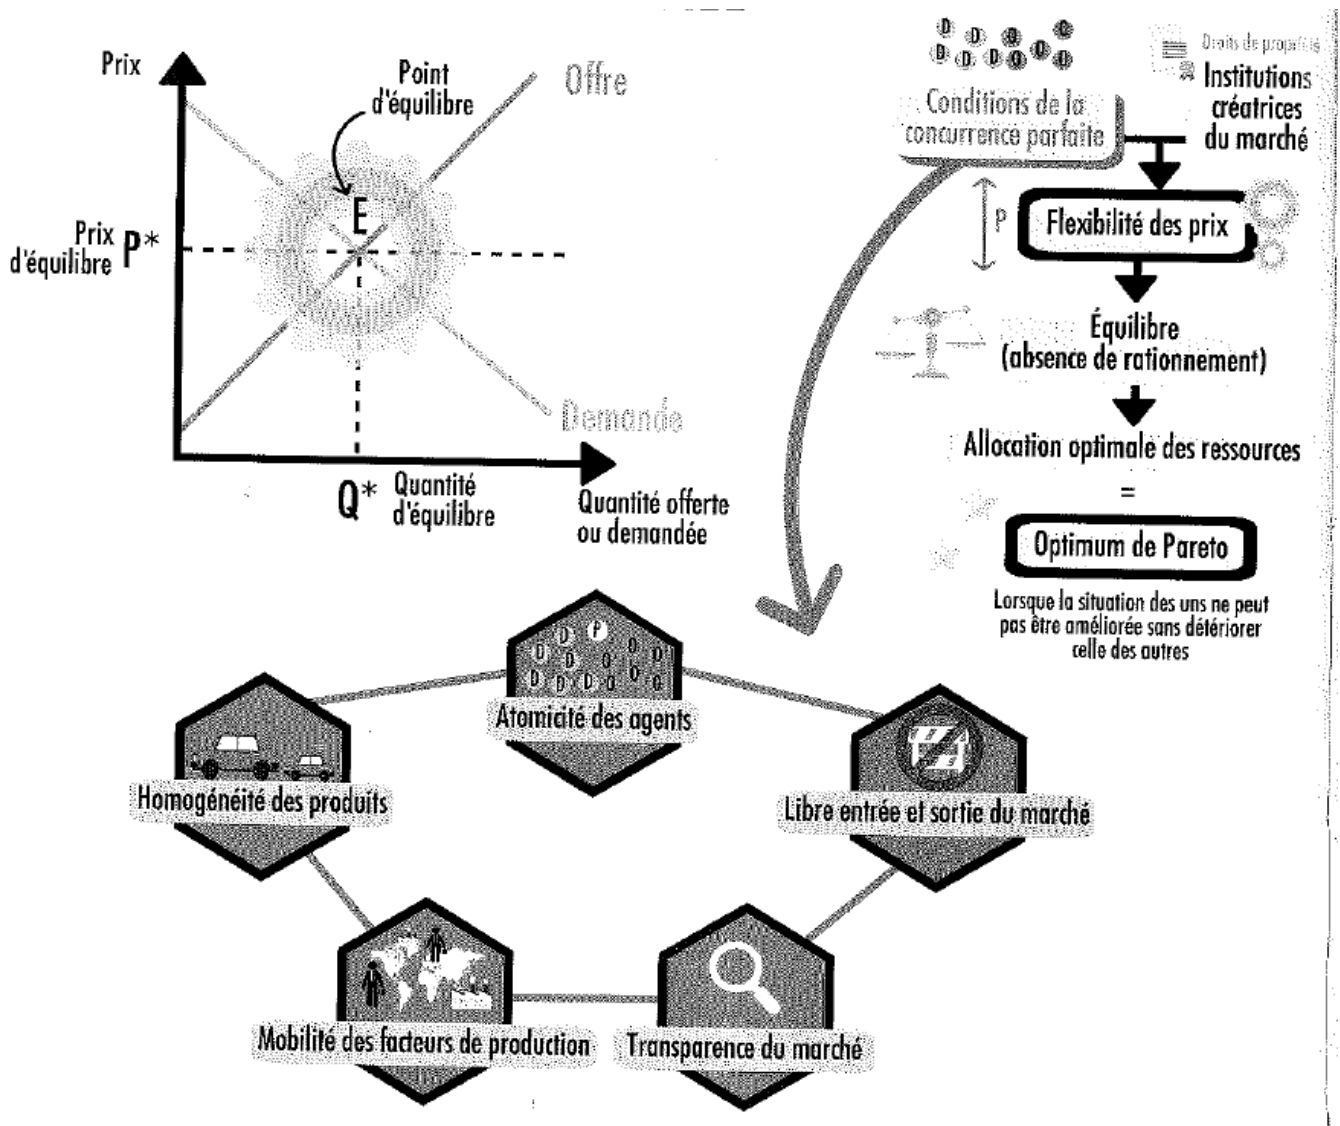 Prix
Point
d'équilibre
Offre
E
Prix
d'équilibre
P*
Demande
Q*
Quantité
d'équilibre
Quantité offerte
ou demandée
D D O O
D D D O O O
Conditions de la
concurrence parfaite
Droits de propriété
Institutions
créatrices
du marché
P
Flexibilité des prix
Équilibre
(absence de rationnement)
Allocation optimale des ressources
=
Optimum de Pareto
Lorsque la situation des uns ne peut
pas être améliorée sans détériorer
celle des autres
D P
Atomicité des agents
Homogénéité des produits
Libre entrée et sortie du marché
Mobilité des facteurs de production
Transparence du marché